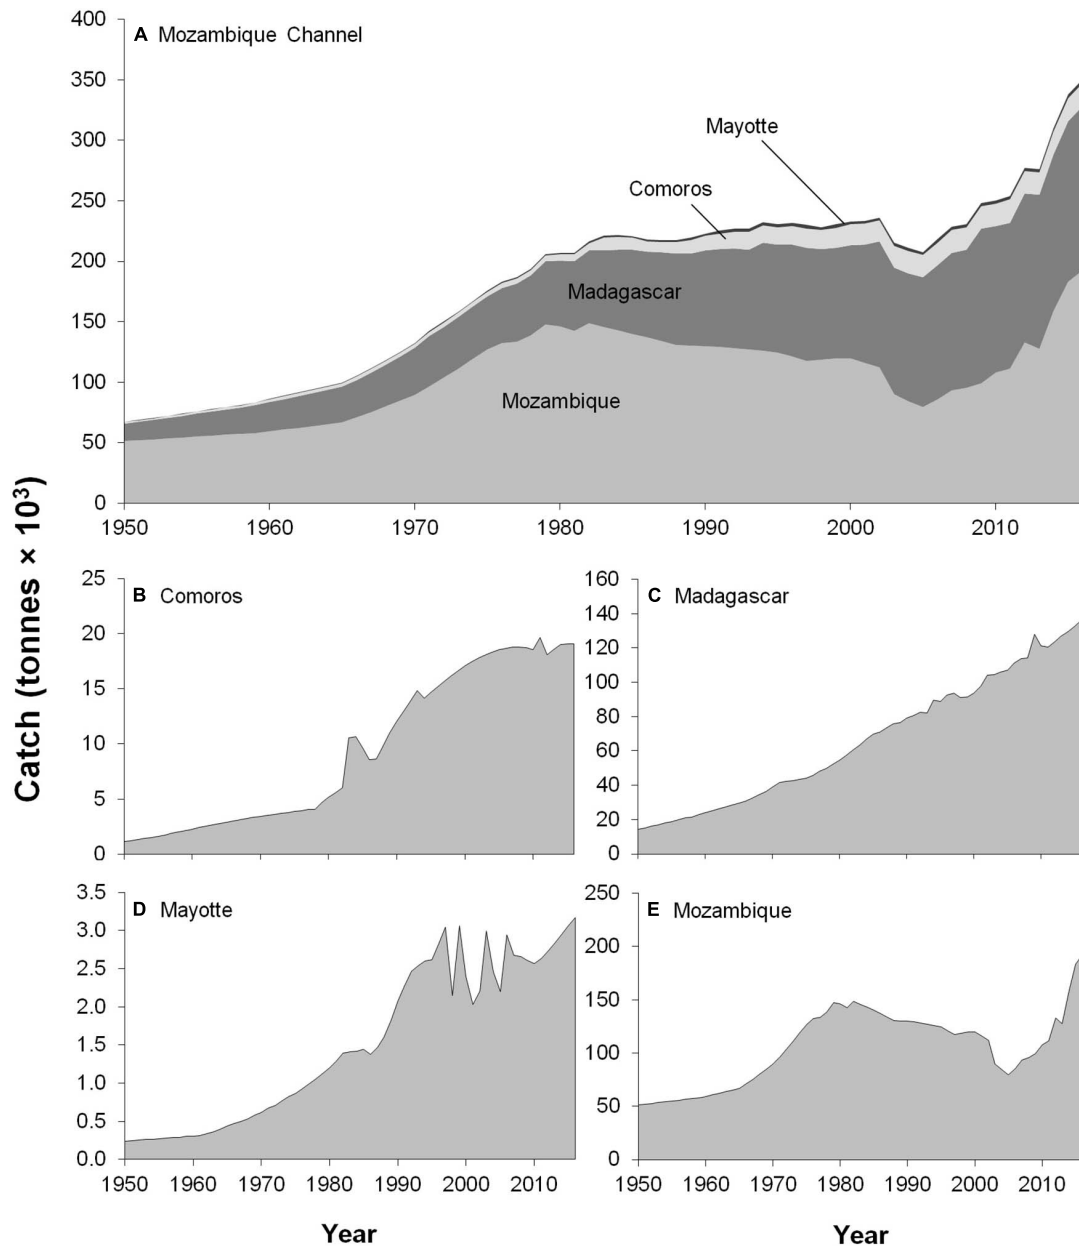 A Mozambique Channel
400
350
300
250
200
150
100
50
0
Mayotte
Comoros
Madagascar
Mozambique
1950 1960 1970 1980 1990 2000 2010
Catch (tonnes × 10³)
B Comoros
25
20
15
10
5
0
C Madagascar
160
140
120
100
80
60
40
20
0
D Mayotte
3.5
3.0
2.5
2.0
1.5
1.0
0.5
0.0
1950 1960 1970 1980 1990 2000 2010
Year
E Mozambique
250
200
150
100
50
0
1950 1960 1970 1980 1990 2000 2010
Year